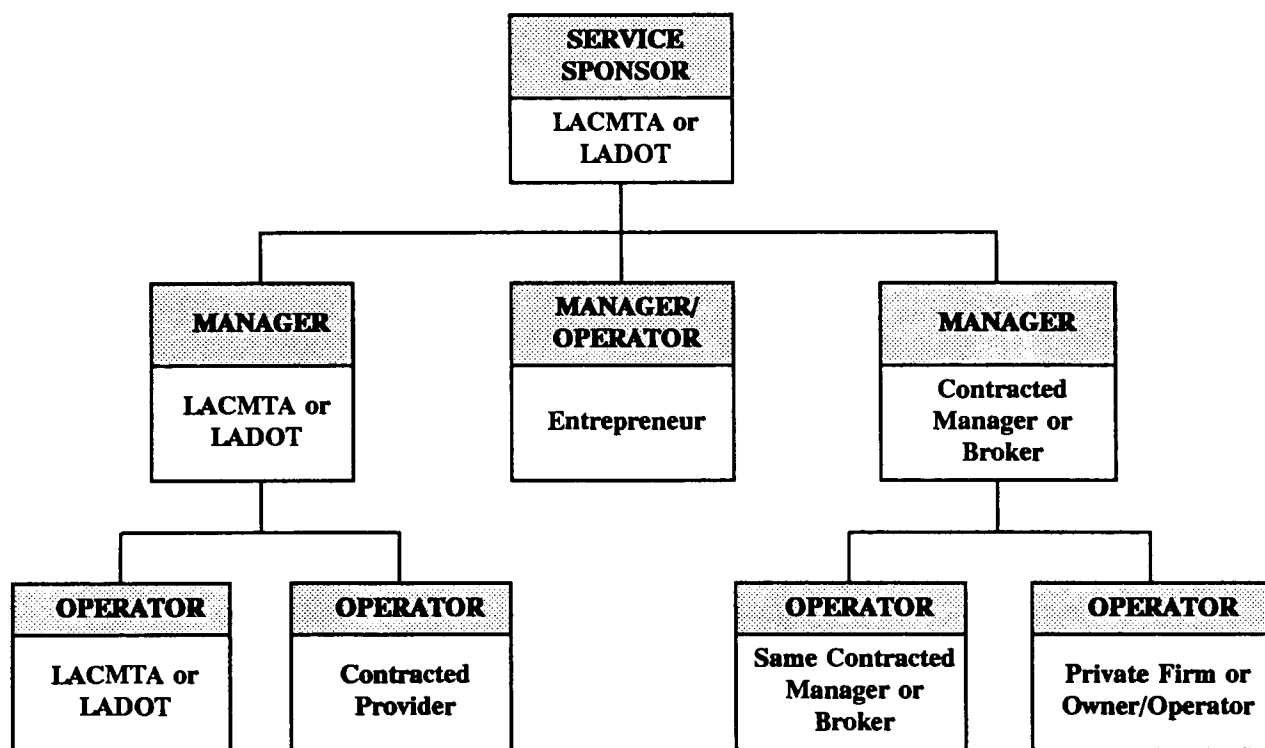 SERVICE
SPONSOR
LACMTA or
LADOT
MANAGER
LACMTA or
LADOT
MANAGER/
OPERATOR
Entrepreneur
MANAGER
Contracted
Manager or
Broker
OPERATOR
LACMTA or
LADOT
OPERATOR
Contracted
Provider
OPERATOR
Same Contracted
Manager or
Broker
OPERATOR
Private Firm or
Owner/Operator